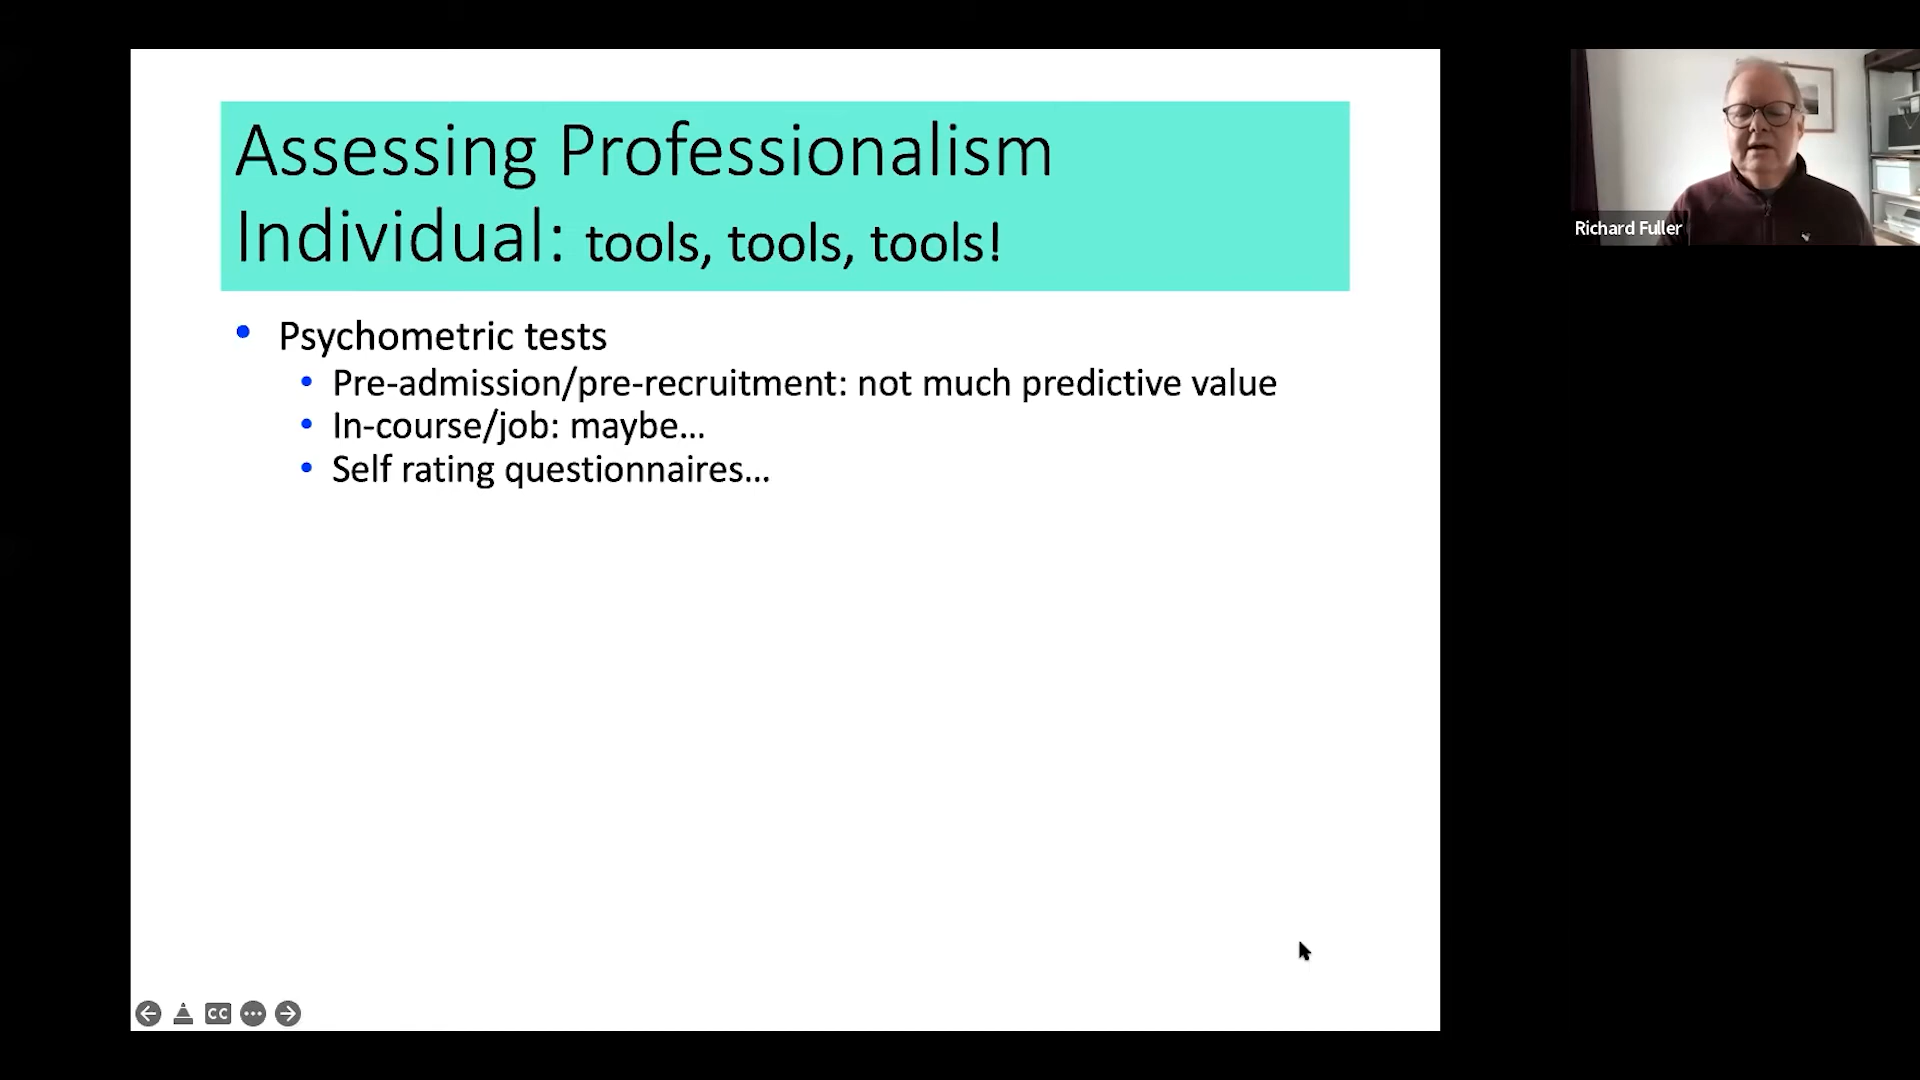 Assessing Professionalism
Individual: tools, tools, tools!
Psychometric tests
Pre-admission/pre-recruitment: not much predictive value
In-course/job: maybe...
Self rating questionnaires...
CC
Richard Fuller